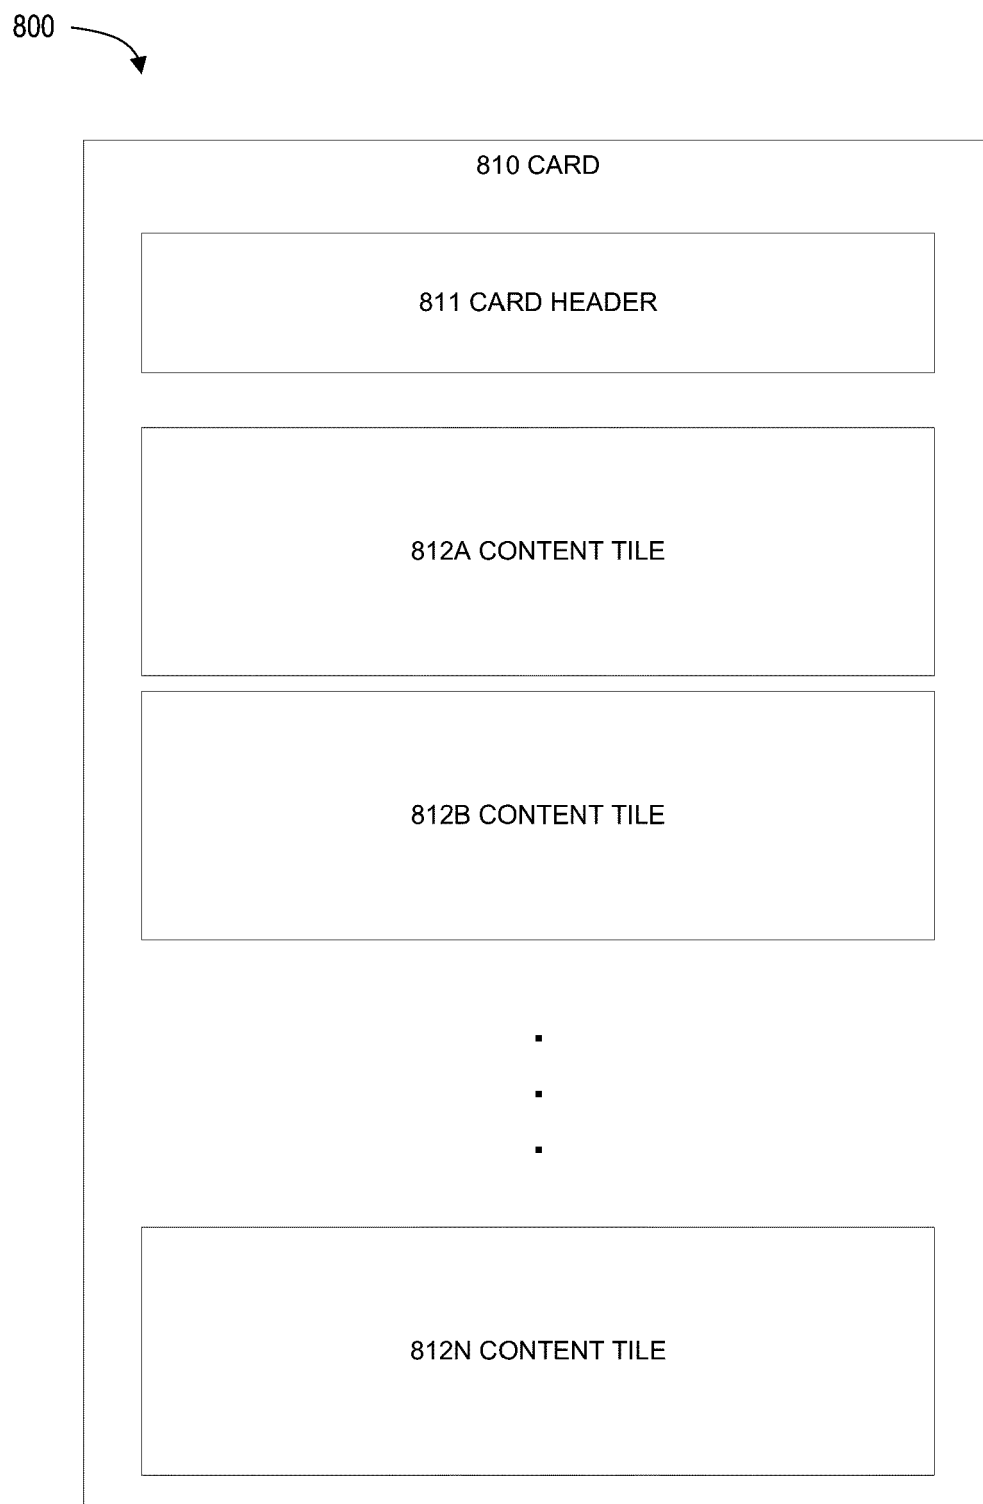 800
810 CARD
811 CARD HEADER
812A CONTENT TILE
812B CONTENT TILE
812N CONTENT TILE